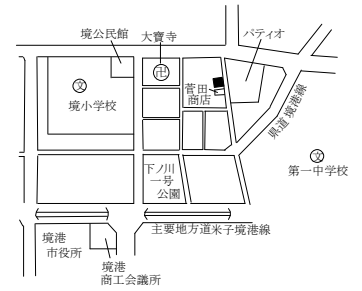 境公民館
大寶寺
パティオ
卍
文
境小学校
菅田
商店
県道境港線
文
第一中学校
下ノ川
一号
公園
主要地方道米子境港線
境港
市役所
境港
商工会議所